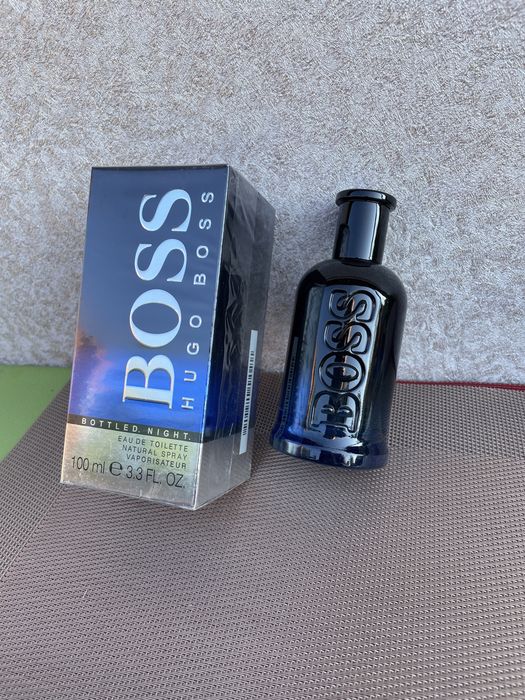 BOSS
HUGO BOSS
BOTTLED. NIGHT.
EAU DE TOILETTE
NATURAL SPRAY
VAPORISATEUR
100 ml ℮ 3.3 FL. OZ.
BOSS